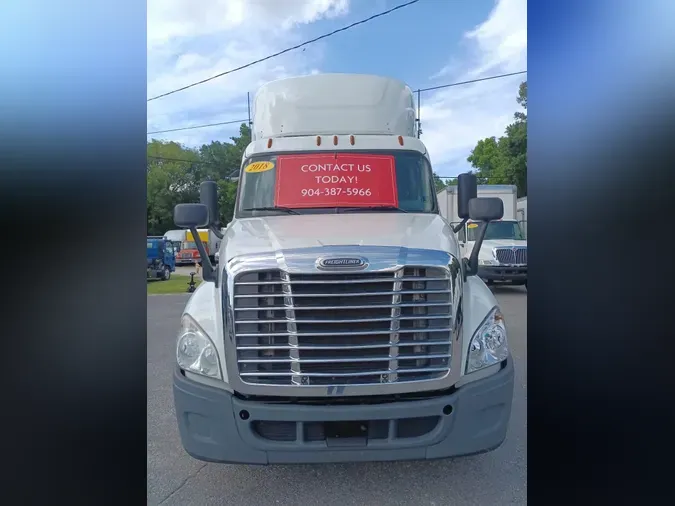 2018
CONTACT US
TODAY!
904-387-5966
FREIGHTLINER